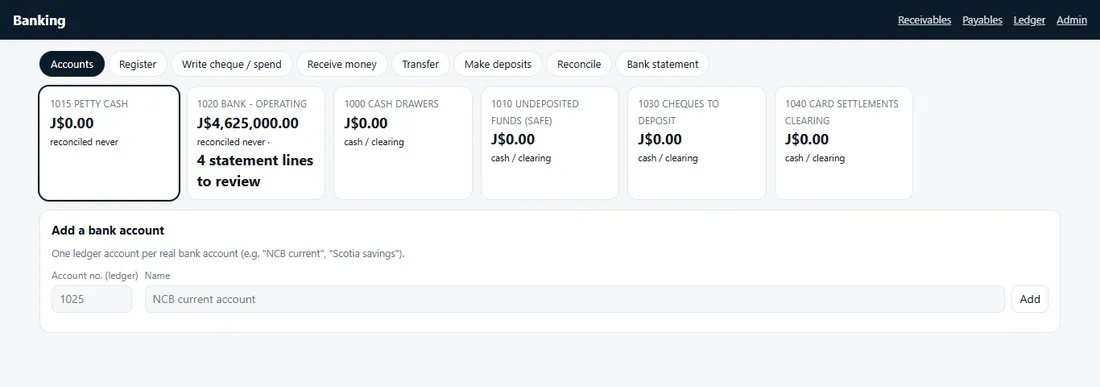 Banking
Receivables Payables Ledger Admin
Accounts Register Write cheque / spend Receive money Transfer Make deposits Reconcile Bank statement
1015 PETTY CASH
J$0.00
reconciled never
1020 BANK - OPERATING
J$4,625,000.00
reconciled never ·
4 statement lines
to review
1000 CASH DRAWERS
J$0.00
cash / clearing
1010 UNDEPOSITED
FUNDS (SAFE)
J$0.00
cash / clearing
1030 CHEQUES TO
DEPOSIT
J$0.00
cash / clearing
1040 CARD SETTLEMENTS
CLEARING
J$0.00
cash / clearing
Add a bank account
One ledger account per real bank account (e.g. "NCB current", "Scotia savings").
Account no. (ledger) Name
1025 NCB current account Add